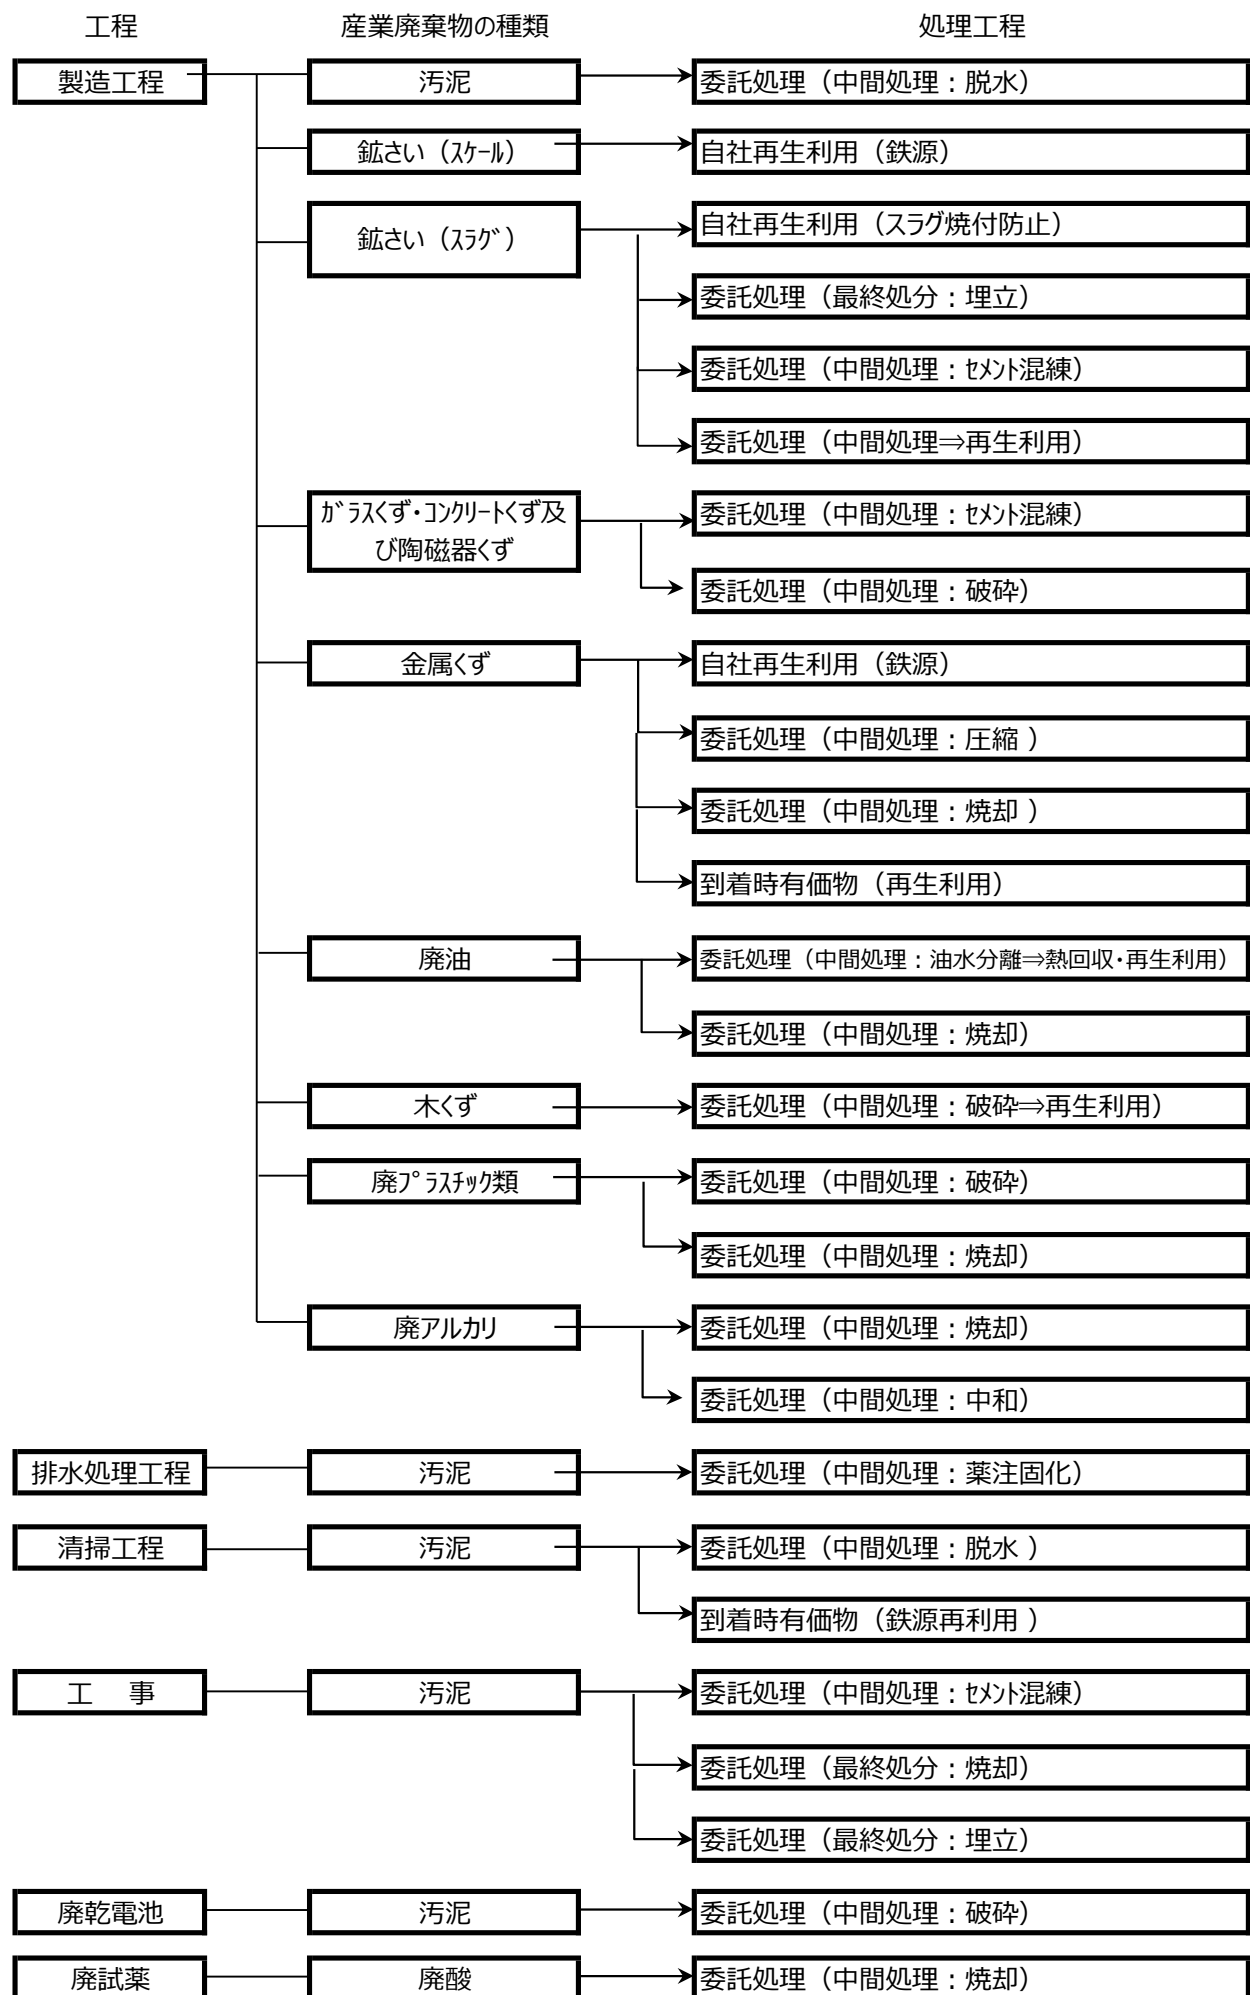 工程 産業廃棄物の種類 処理工程
製造工程 汚泥 委託処理（中間処理：脱水）
鉱さい（ｽｹｰﾙ） 自社再生利用（鉄源）
鉱さい（ｽﾗｸﾞ） 自社再生利用（スラグ焼付防止）
委託処理（最終処分：埋立）
委託処理（中間処理：ｾﾒﾝﾄ混練）
委託処理（中間処理⇒再生利用）
ｶﾞﾗｽくず・ｺﾝｸﾘｰﾄくず及 委託処理（中間処理：ｾﾒﾝﾄ混練）
び陶磁器くず
委託処理（中間処理：破砕）
金属くず 自社再生利用（鉄源）
委託処理（中間処理：圧縮 ）
委託処理（中間処理：焼却 ）
到着時有価物（再生利用）
廃油 委託処理（中間処理：油水分離⇒熱回収・再生利用）
委託処理（中間処理：焼却）
木くず 委託処理（中間処理：破砕⇒再生利用）
廃ﾌﾟﾗｽﾁｯｸ類 委託処理（中間処理：破砕）
委託処理（中間処理：焼却）
廃アルカリ 委託処理（中間処理：焼却）
委託処理（中間処理：中和）
排水処理工程 汚泥 委託処理（中間処理：薬注固化）
清掃工程 汚泥 委託処理（中間処理：脱水 ）
到着時有価物（鉄源再利用 ）
工　事 汚泥 委託処理（中間処理：ｾﾒﾝﾄ混練）
委託処理（最終処分：焼却）
委託処理（最終処分：埋立）
廃乾電池 汚泥 委託処理（中間処理：破砕）
廃試薬 廃酸 委託処理（中間処理：焼却）